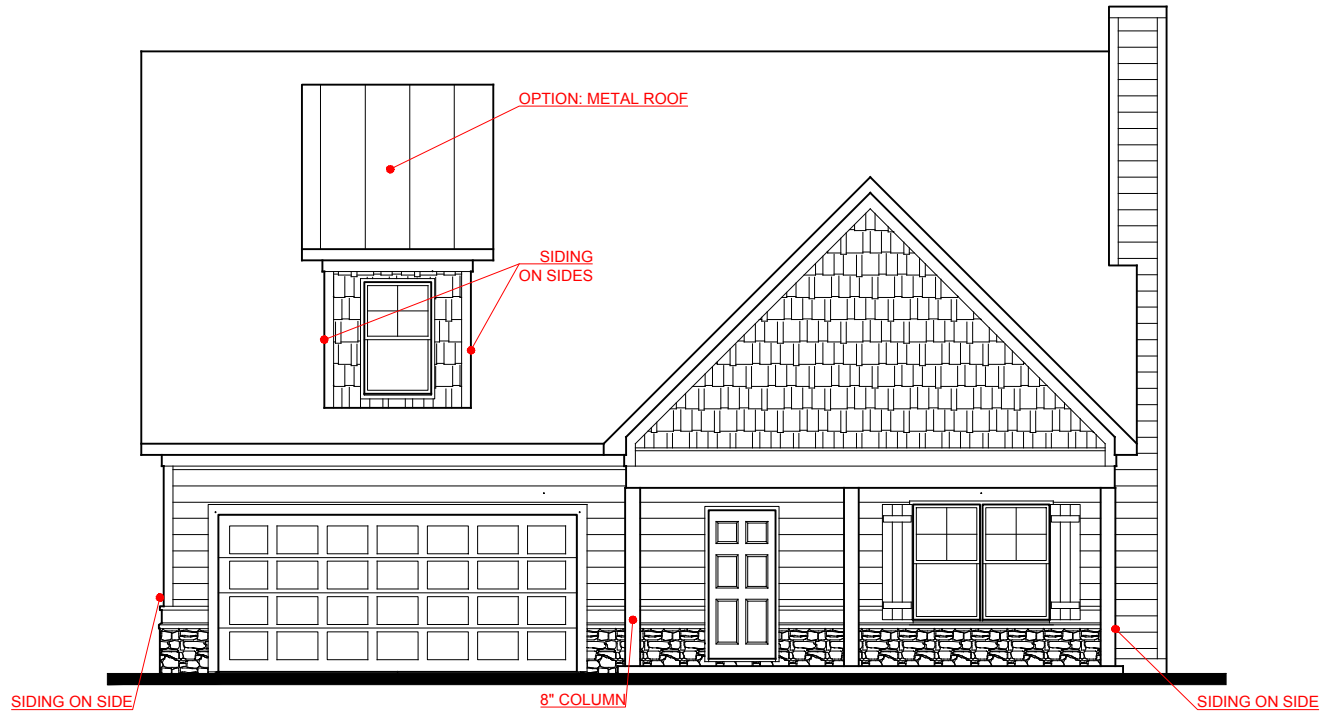 OPTION: METAL ROOF
SIDING
ON SIDES
SIDING ON SIDE
8" COLUMN
SIDING ON SIDE